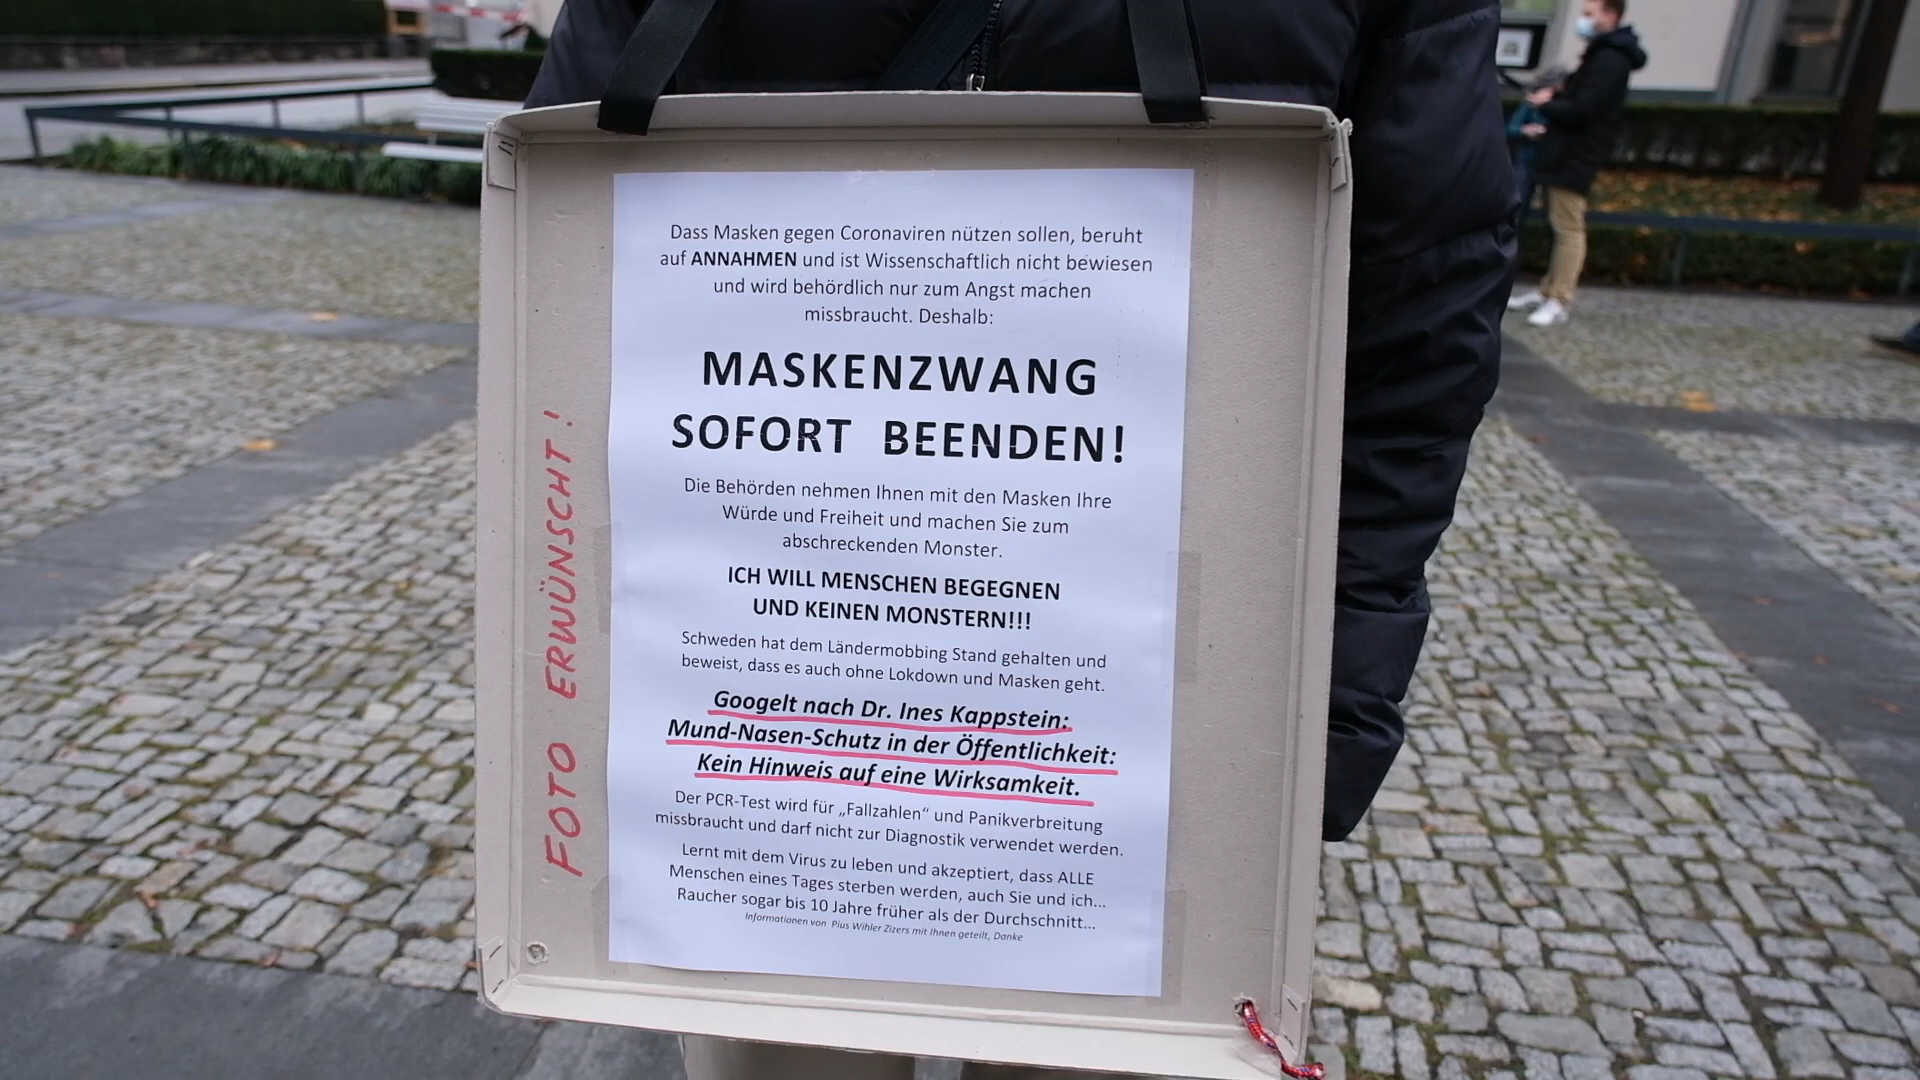 Dass Masken gegen Coronaviren nützen sollen, beruht
auf ANNAHMEN und ist Wissenschaftlich nicht bewiesen
und wird behördlich nur zum Angst machen
missbraucht. Deshalb:
MASKENZWANG
SOFORT BEENDEN!
Die Behörden nehmen Ihnen mit den Masken Ihre
Würde und Freiheit und machen Sie zum
abschreckenden Monster.
ICH WILL MENSCHEN BEGEGNEN
UND KEINEN MONSTERN!!!
Schweden hat dem Ländermobbing Stand gehalten und
beweist, dass es auch ohne Lokdown und Masken geht.
Googelt nach Dr. Ines Kappstein:
Mund-Nasen-Schutz in der Öffentlichkeit:
Kein Hinweis auf eine Wirksamkeit.
Der PCR-Test wird für „Fallzahlen“ und Panikverbreitung
missbraucht und darf nicht zur Diagnostik verwendet werden.
Lernt mit dem Virus zu leben und akzeptiert, dass ALLE
Menschen eines Tages sterben werden, auch Sie und ich...
Raucher sogar bis 10 Jahre früher als der Durchschnitt...
Informationen von Pius Wihler Zizers mit Ihnen geteilt, Danke
FOTO ERWÜNSCHT!